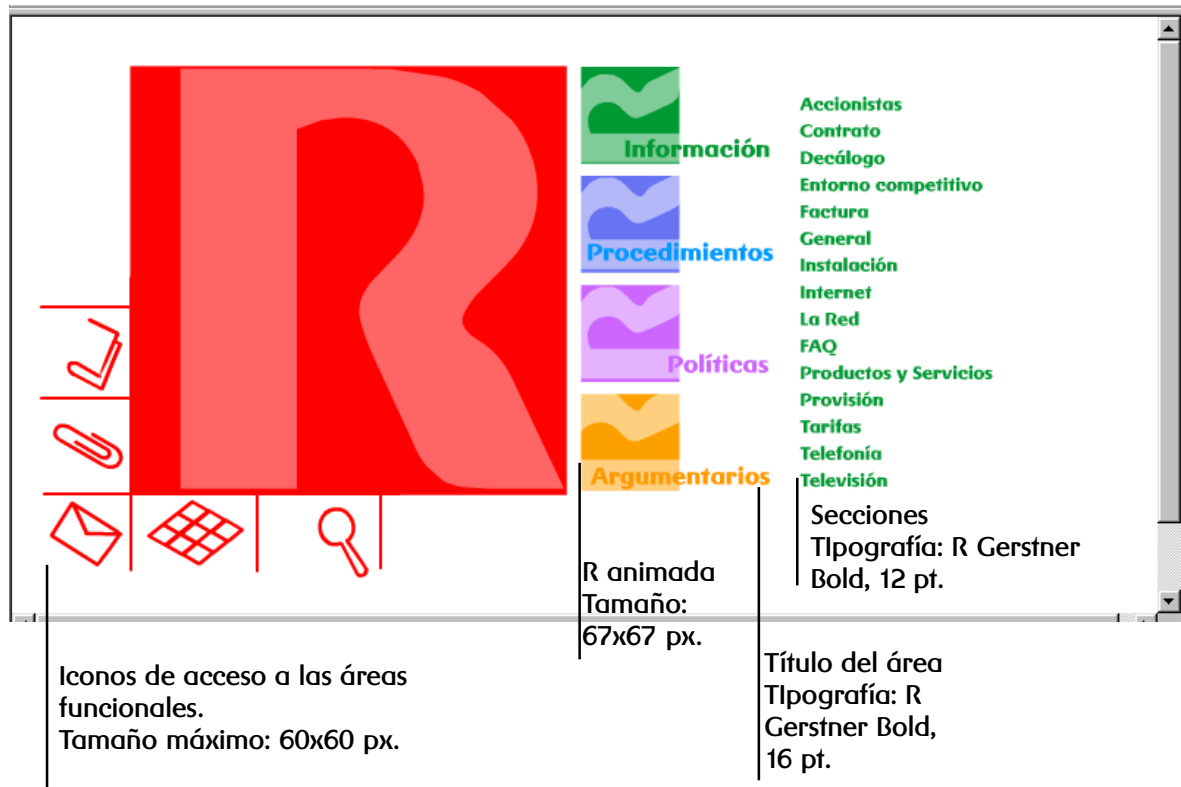 R
Información
Procedimientos
Políticas
Argumentarios
Accionistas
Contrato
Decálogo
Entorno competitivo
Factura
General
Instalación
Internet
La Red
FAQ
Productos y Servicios
Provisión
Tarifas
Telefonía
Televisión
Secciones
TIpografía: R Gerstner
Bold, 12 pt.
R animada
Tamaño:
67x67 px.
Título del área
TIpografía: R
Gerstner Bold,
16 pt.
Iconos de acceso a las áreas
funcionales.
Tamaño máximo: 60x60 px.